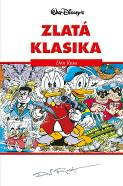 WALT DISNEY's
ZLATÁ
KLASIKA
Don Rosa